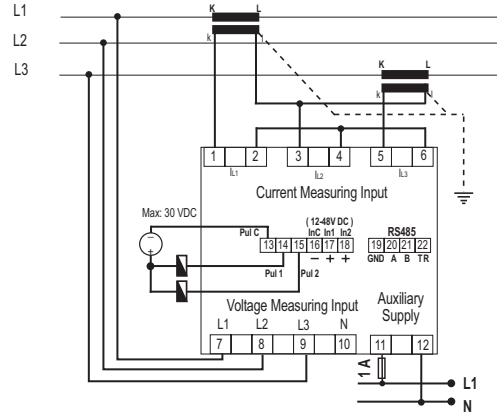 L1
K L
k l
L2
L3
K L
k l
1 2 3 4 5 6
IL1 IL2 IL3
Current Measuring Input
Max: 30 VDC
( 12-48V DC )
Pul C InC In1 In2 RS485
13 14 15 16 17 18 19 20 21 22
− + + GND A B TR
Pul 1 Pul 2
Voltage Measuring Input
Auxiliary
Supply
L1 L2 L3 N
7 8 9 10 11 12
1 A
L1
N